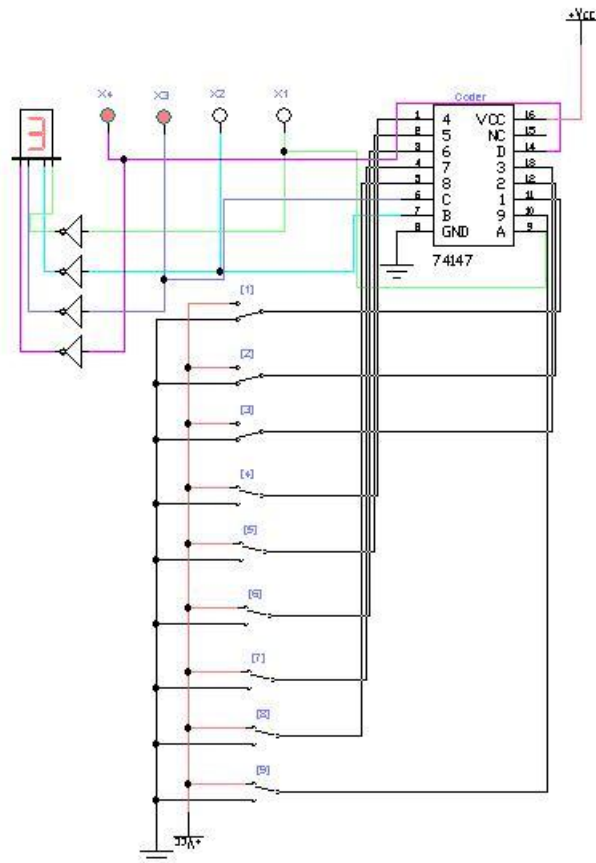 +Vcc
X4 X3 X2 X1
Coder
3
1 4 VCC 16
2 5 NC 15
3 6 D 14
4 7 3 13
5 8 2 12
6 C 1 11
7 B 9 10
8 GND A 9
74147
[1]
[2]
[3]
[4]
[5]
[6]
[7]
[8]
[9]
+Vcc